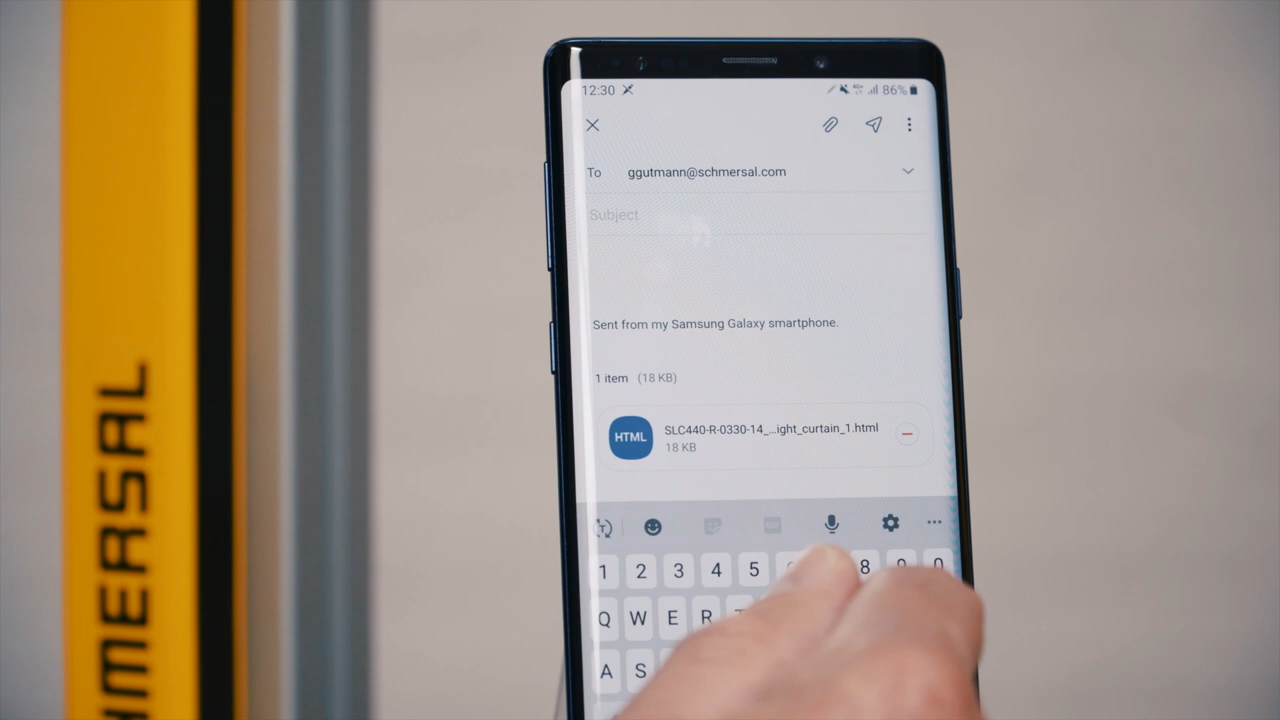 12:30
86%
To ggutmann@schmersal.com
Subject
Sent from my Samsung Galaxy smartphone.
1 item (18 KB)
HTML
SLC440-R-0330-14_...ight_curtain_1.html
18 KB
1 2 3 4 5 8 9 0
Q W E R T
A S
HMERSAL